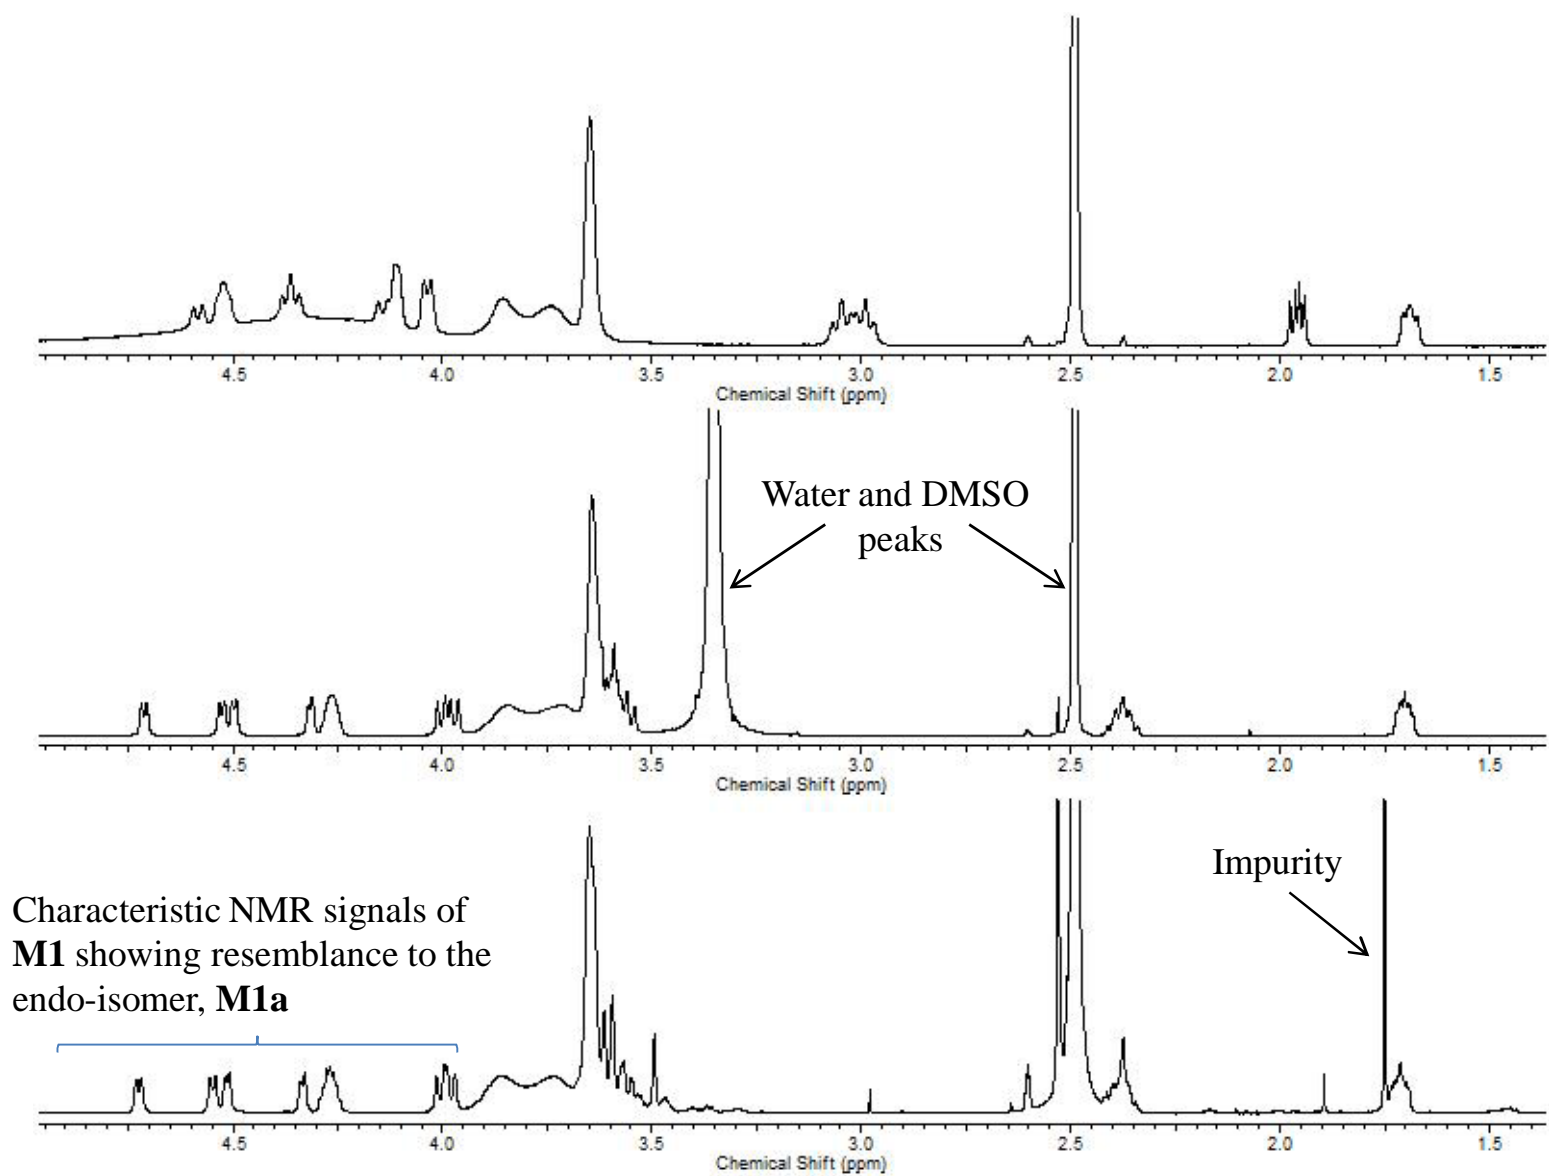 4.5 4.0 3.5 3.0 2.5 2.0 1.5
Chemical Shift (ppm)
Water and DMSO
peaks
4.5 4.0 3.5 3.0 2.5 2.0 1.5
Chemical Shift (ppm)
Impurity
Characteristic NMR signals of
M1 showing resemblance to the
endo-isomer, M1a
4.5 4.0 3.5 3.0 2.5 2.0 1.5
Chemical Shift (ppm)